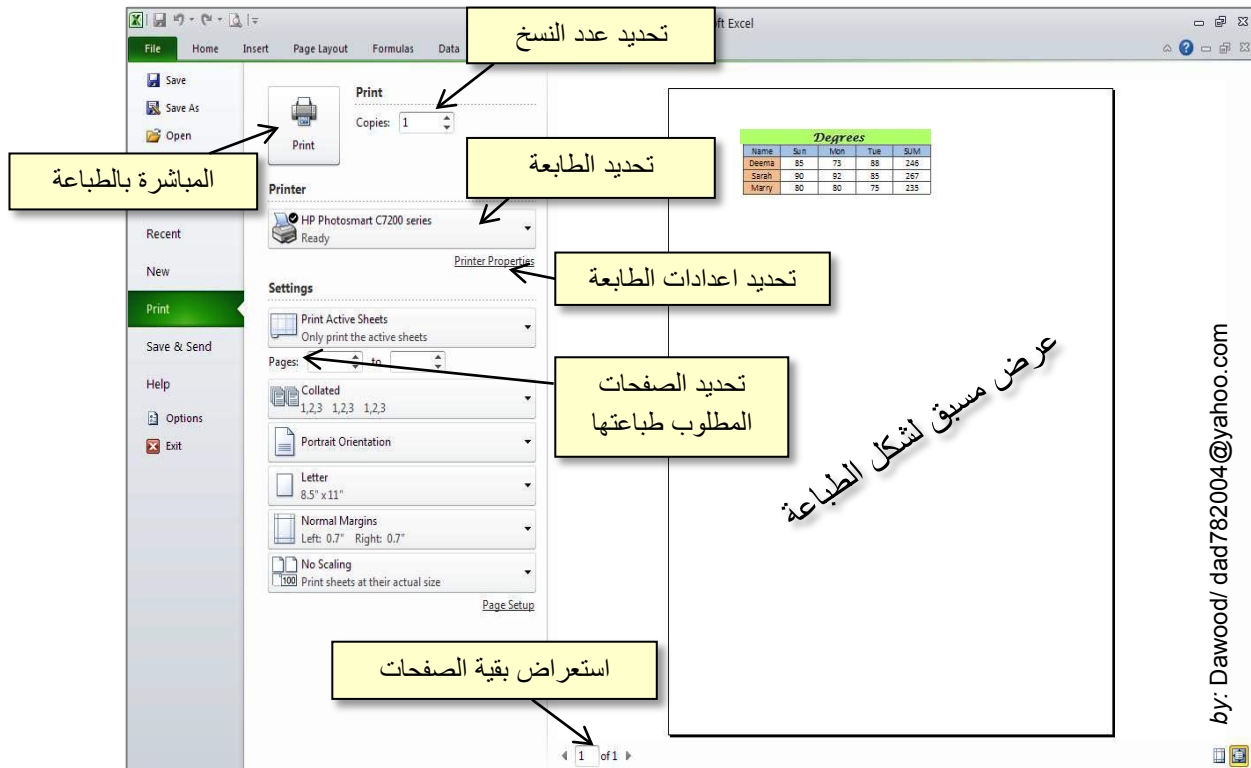 ft Excel
File Home Insert Page Layout Formulas Data
تحديد عدد النسخ
Save
Save As
Open
Recent
New
Print
Save & Send
Help
Options
Exit
Print
Print
Copies: 1
المباشرة بالطباعة
تحديد الطابعة
Printer
HP Photosmart C7200 series
Ready
Printer Properties
تحديد اعدادات الطابعة
Settings
Print Active Sheets
Only print the active sheets
Pages: to
تحديد الصفحات
المطلوب طباعتها
Collated
1,2,3 1,2,3 1,2,3
Portrait Orientation
Letter
8.5" x 11"
Normal Margins
Left: 0.7" Right: 0.7"
No Scaling
100 Print sheets at their actual size
Page Setup
استعراض بقية الصفحات
1 of 1
Degrees
Name Sun Mon Tue SUM
Deema 85 73 88 246
Sarah 90 92 85 267
Marry 80 80 75 235
عرض مسبق لشكل الطباعة
by: Dawood/ dad782004@yahoo.com